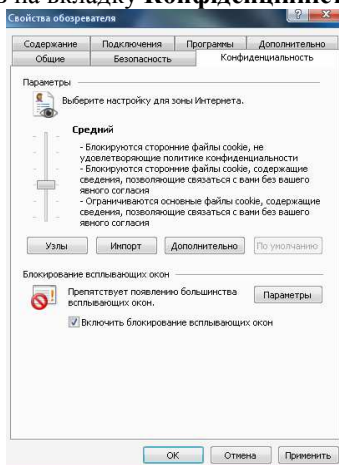 на вкладку Конфиденциаль
Свойства обозревателя
Содержание Подключения Программы Дополнительно
Общие Безопасность Конфиденциальность
Параметры
Выберите настройку для зоны Интернета.
Средний
- Блокируются сторонние файлы cookie, не
удовлетворяющие политике конфиденциальности
- Блокируются сторонние файлы cookie, содержащие
сведения, позволяющие связаться с вами без вашего
явного согласия
- Ограничиваются основные файлы cookie, содержащие
сведения, позволяющие связаться с вами без вашего
явного согласия
Узлы Импорт Дополнительно По умолчанию
Блокирование всплывающих окон
Препятствует появлению большинства
всплывающих окон.
Параметры
Включить блокирование всплывающих окон
ОК Отмена Применить